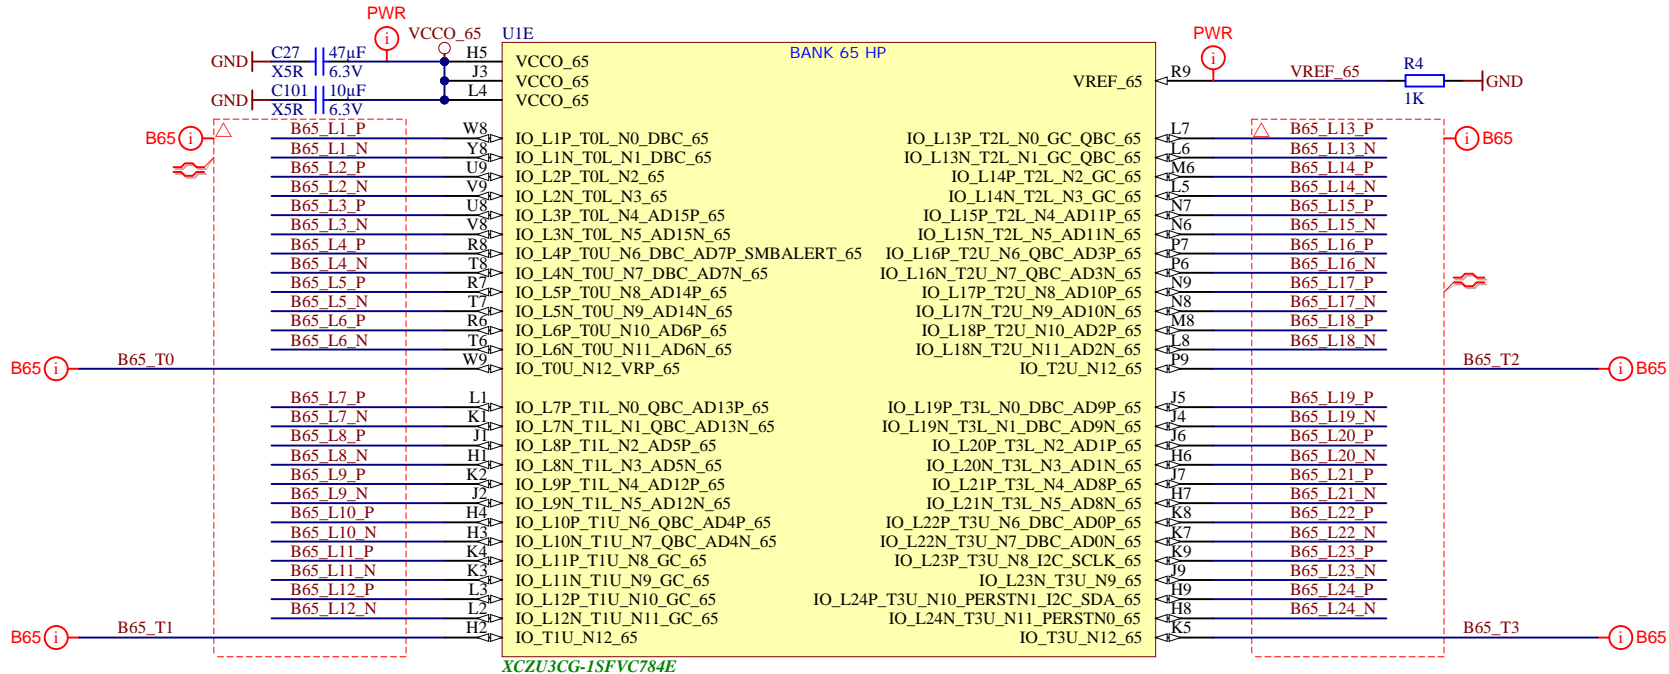 PWR
VCCO_65
U1E
BANK 65 HP
PWR
GND C27 47µF H5 VCCO_65
X5R 6.3V J3 VCCO_65
GND C101 10µF L4 VCCO_65
X5R 6.3V
VREF_65 R9 VREF_65 R4 GND
1K
B65 i B65_L1_P W8 IO_L1P_T0L_N0_DBC_65 IO_L13P_T2L_N0_GC_QBC_65 L7 B65_L13_P i B65
B65_L1_N Y8 IO_L1N_T0L_N1_DBC_65 IO_L13N_T2L_N1_GC_QBC_65 L6 B65_L13_N
B65_L2_P U9 IO_L2P_T0L_N2_65 IO_L14P_T2L_N2_GC_65 M6 B65_L14_P
B65_L2_N V9 IO_L2N_T0L_N3_65 IO_L14N_T2L_N3_GC_65 L5 B65_L14_N
B65_L3_P U8 IO_L3P_T0L_N4_AD15P_65 IO_L15P_T2L_N4_AD11P_65 N7 B65_L15_P
B65_L3_N V8 IO_L3N_T0L_N5_AD15N_65 IO_L15N_T2L_N5_AD11N_65 N6 B65_L15_N
B65_L4_P R8 IO_L4P_T0U_N6_DBC_AD7P_SMBALERT_65 IO_L16P_T2U_N6_QBC_AD3P_65 P7 B65_L16_P
B65_L4_N T8 IO_L4N_T0U_N7_DBC_AD7N_65 IO_L16N_T2U_N7_QBC_AD3N_65 P6 B65_L16_N
B65_L5_P R7 IO_L5P_T0U_N8_AD14P_65 IO_L17P_T2U_N8_AD10P_65 N9 B65_L17_P
B65_L5_N T7 IO_L5N_T0U_N9_AD14N_65 IO_L17N_T2U_N9_AD10N_65 N8 B65_L17_N
B65_L6_P R6 IO_L6P_T0U_N10_AD6P_65 IO_L18P_T2U_N10_AD2P_65 M8 B65_L18_P
B65_L6_N T6 IO_L6N_T0U_N11_AD6N_65 IO_L18N_T2U_N11_AD2N_65 L8 B65_L18_N
B65 i B65_T0 W9 IO_T0U_N12_VRP_65 IO_T2U_N12_65 P9 B65_T2 i B65
B65_L7_P L1 IO_L7P_T1L_N0_QBC_AD13P_65 IO_L19P_T3L_N0_DBC_AD9P_65 J5 B65_L19_P
B65_L7_N K1 IO_L7N_T1L_N1_QBC_AD13N_65 IO_L19N_T3L_N1_DBC_AD9N_65 J4 B65_L19_N
B65_L8_P J1 IO_L8P_T1L_N2_AD5P_65 IO_L20P_T3L_N2_AD1P_65 J6 B65_L20_P
B65_L8_N H1 IO_L8N_T1L_N3_AD5N_65 IO_L20N_T3L_N3_AD1N_65 H6 B65_L20_N
B65_L9_P K2 IO_L9P_T1L_N4_AD12P_65 IO_L21P_T3L_N4_AD8P_65 J7 B65_L21_P
B65_L9_N J2 IO_L9N_T1L_N5_AD12N_65 IO_L21N_T3L_N5_AD8N_65 H7 B65_L21_N
B65_L10_P H4 IO_L10P_T1U_N6_QBC_AD4P_65 IO_L22P_T3U_N6_DBC_AD0P_65 K8 B65_L22_P
B65_L10_N H3 IO_L10N_T1U_N7_QBC_AD4N_65 IO_L22N_T3U_N7_DBC_AD0N_65 K7 B65_L22_N
B65_L11_P K4 IO_L11P_T1U_N8_GC_65 IO_L23P_T3U_N8_I2C_SCLK_65 K9 B65_L23_P
B65_L11_N K3 IO_L11N_T1U_N9_GC_65 IO_L23N_T3U_N9_65 J9 B65_L23_N
B65_L12_P L3 IO_L12P_T1U_N10_GC_65 IO_L24P_T3U_N10_PERSTN1_I2C_SDA_65 H9 B65_L24_P
B65_L12_N L2 IO_L12N_T1U_N11_GC_65 IO_L24N_T3U_N11_PERSTN0_65 H8 B65_L24_N
B65 i B65_T1 H2 IO_T1U_N12_65 IO_T3U_N12_65 K5 B65_T3 i B65
XCZU3CG-1SFVC784E